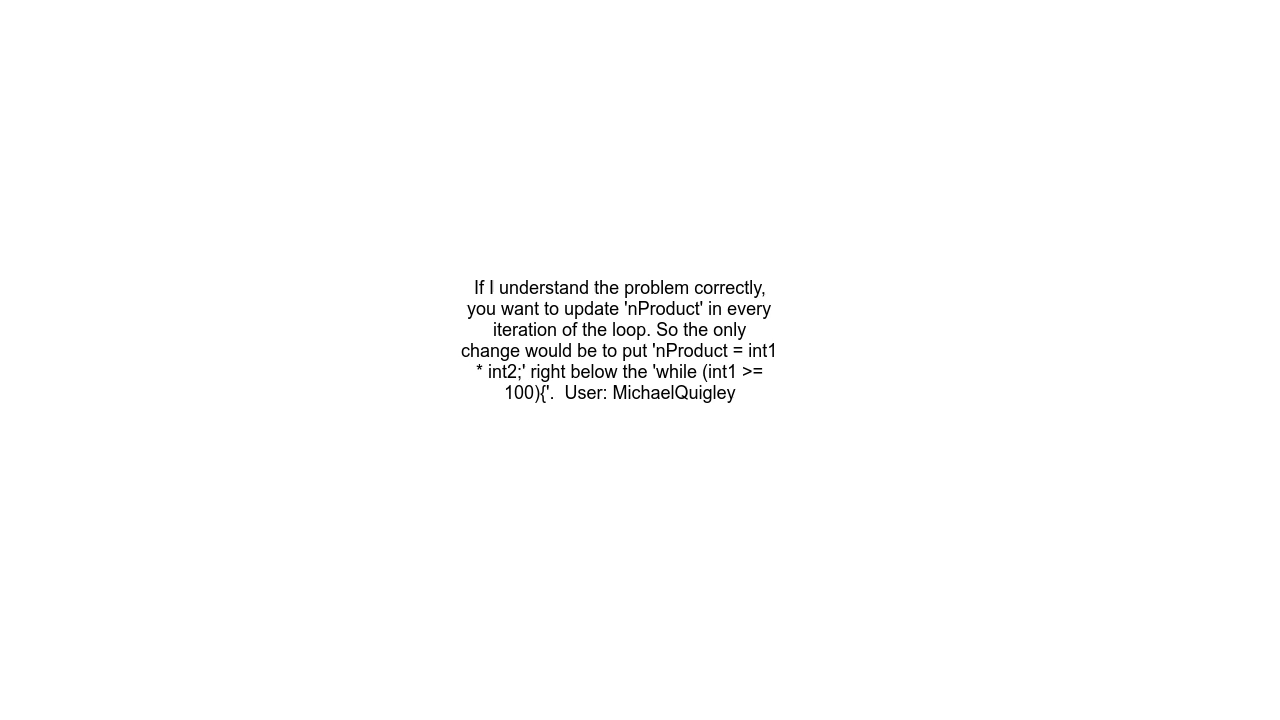 If I understand the problem correctly,
you want to update 'nProduct' in every
iteration of the loop. So the only
change would be to put 'nProduct = int1
* int2;' right below the 'while (int1 >=
100){'.  User: MichaelQuigley